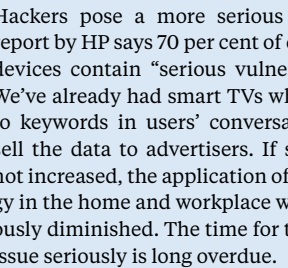 Hackers pose a more serious
report by HP says 70 per cent of
devices contain “serious vulne
We’ve already had smart TVs wh
to keywords in users’ conversa
sell the data to advertisers. If s
not increased, the application of
gy in the home and workplace w
ously diminished. The time for t
issue seriously is long overdue.